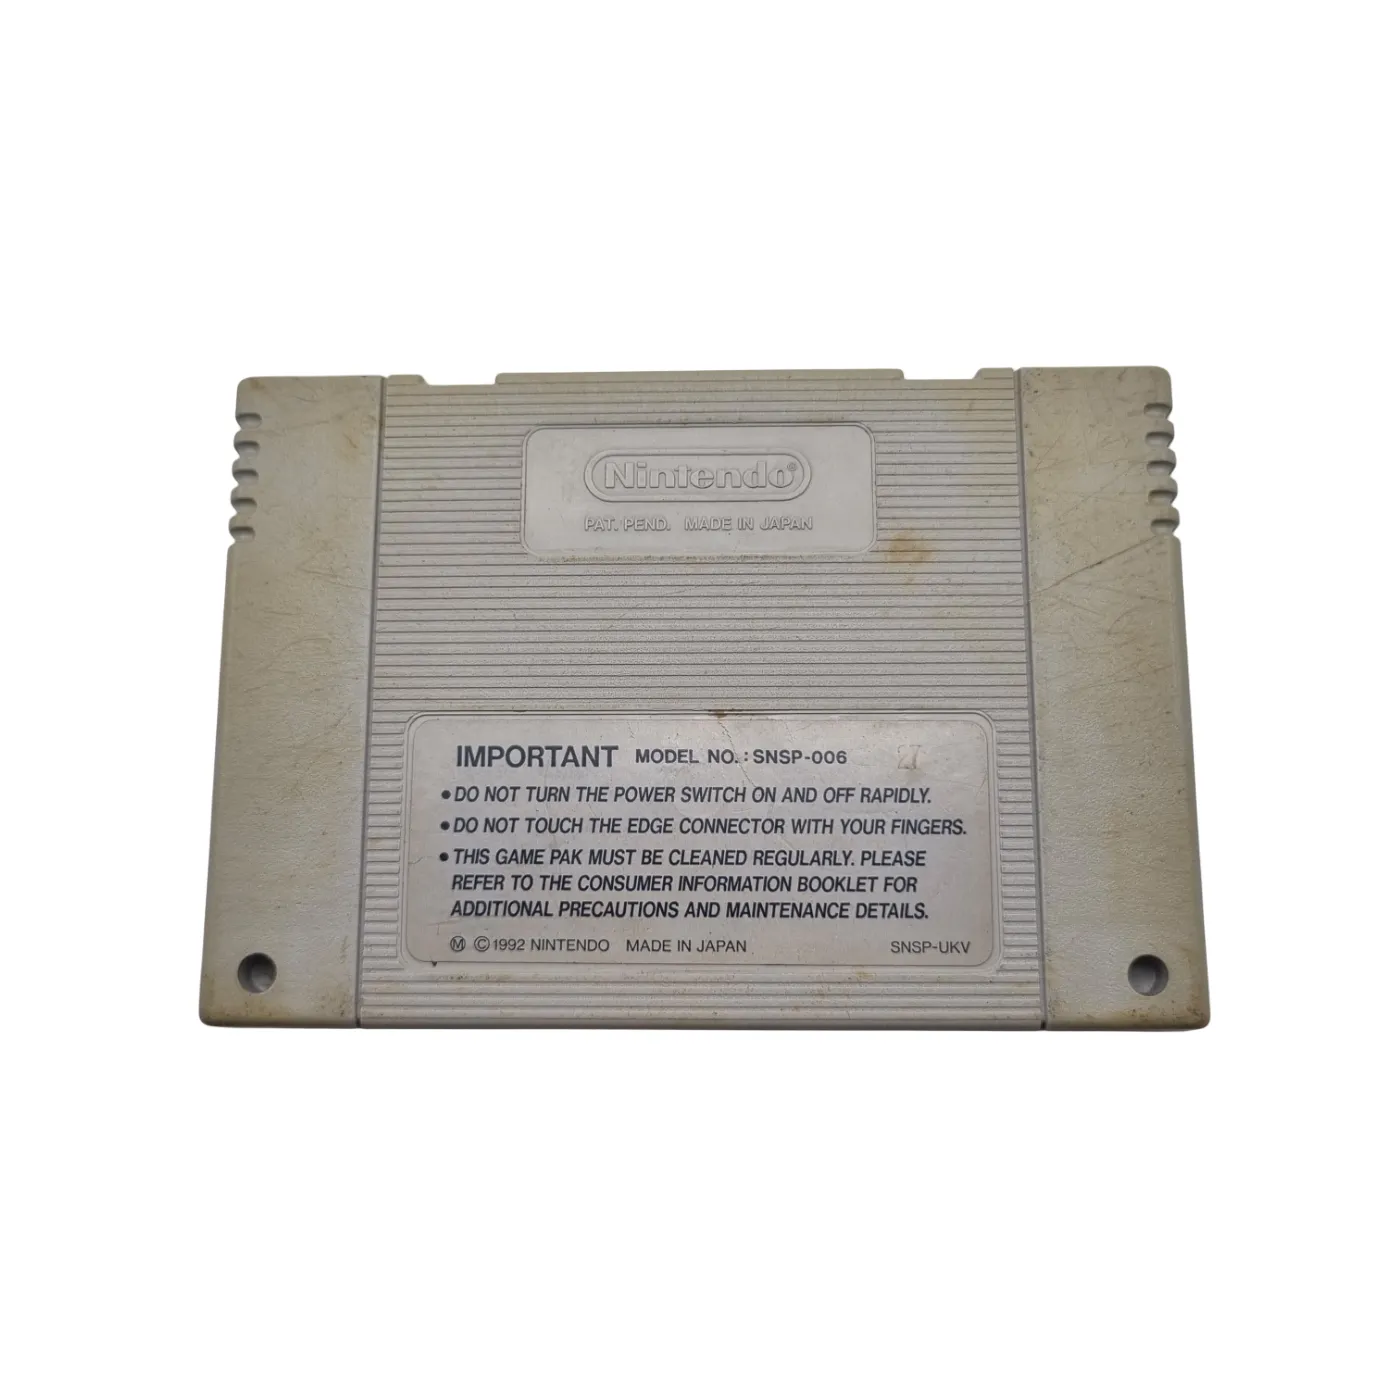 Nintendo®
PAT. PEND. MADE IN JAPAN
IMPORTANT MODEL NO.: SNSP-006
• DO NOT TURN THE POWER SWITCH ON AND OFF RAPIDLY.
• DO NOT TOUCH THE EDGE CONNECTOR WITH YOUR FINGERS.
• THIS GAME PAK MUST BE CLEANED REGULARLY. PLEASE
REFER TO THE CONSUMER INFORMATION BOOKLET FOR
ADDITIONAL PRECAUTIONS AND MAINTENANCE DETAILS.
Ⓜ © 1992 NINTENDO MADE IN JAPAN SNSP-UKV